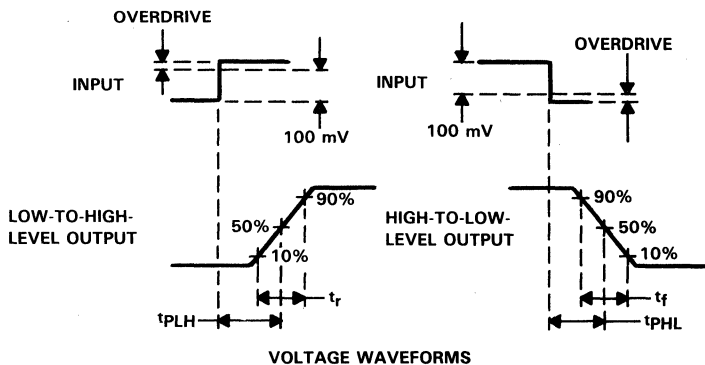 OVERDRIVE
INPUT
100 mV
OVERDRIVE
INPUT
100 mV
LOW-TO-HIGH-
LEVEL OUTPUT
90%
50%
10%
tr
tPLH
HIGH-TO-LOW-
LEVEL OUTPUT
90%
50%
10%
tf
tPHL
VOLTAGE WAVEFORMS